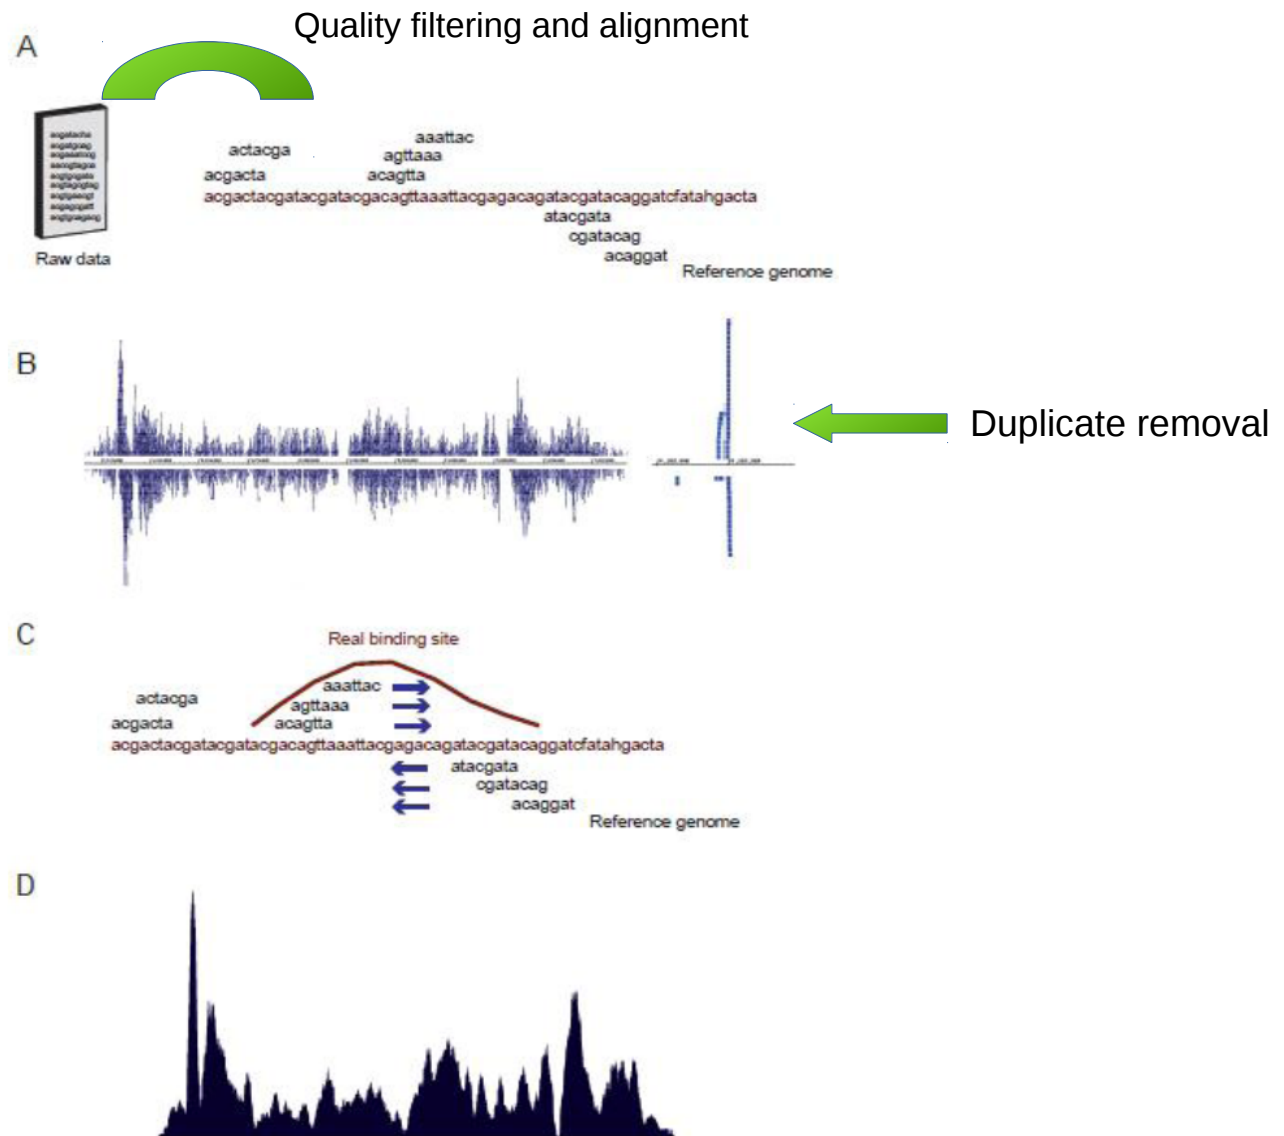 Quality filtering and alignment
A
aaattac
actacga
agttaaa
acgacta
acagtta
acgactacgatacgatacgacagttaaattacgagacagatacgatacaggatcfatahgacta
atacgata
cgatacag
acaggat
Raw data
Reference genome
B
Duplicate removal
C
Real binding site
aaattac
actacga
agttaaa
acgacta
acagtta
acgactacgatacgatacgacagttaaattacgagacagatacgatacaggatcfatahgacta
atacgata
cgatacag
acaggat
Reference genome
D